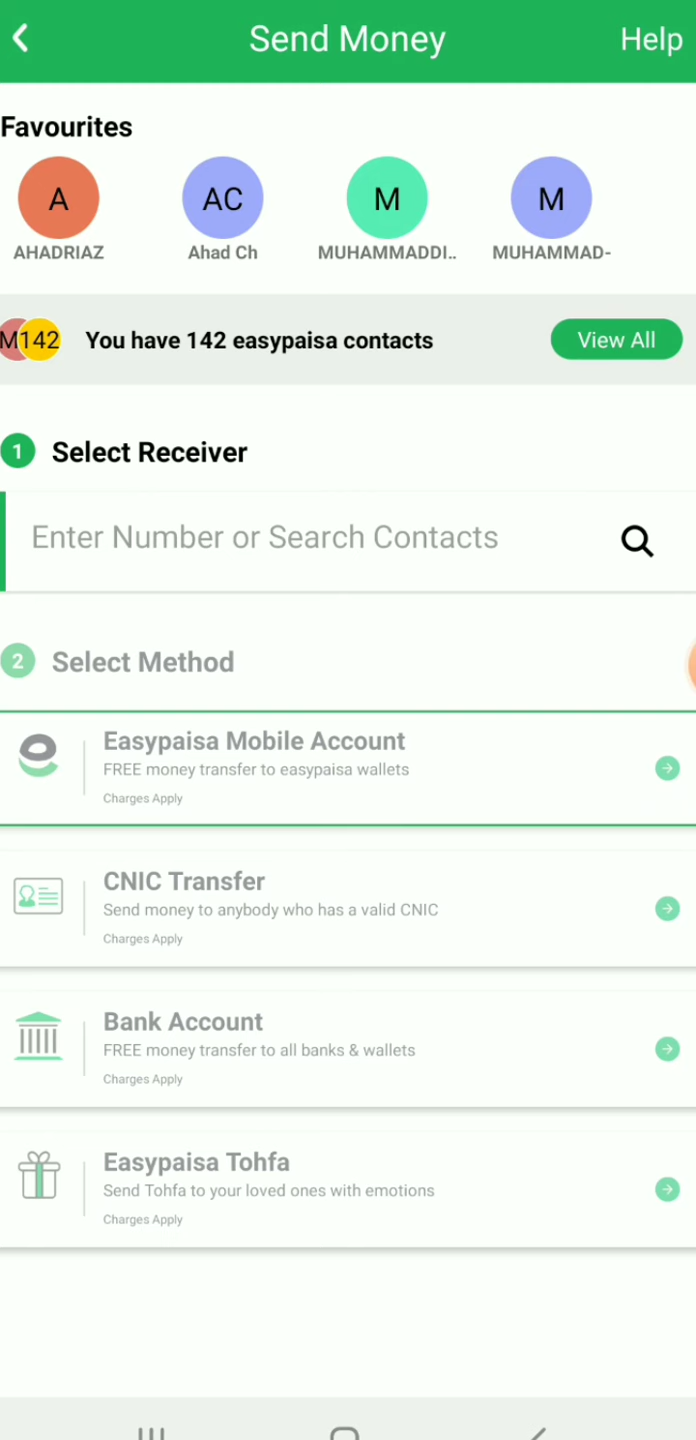 Send Money
Help
Favourites
A
AC
M
M
AHADRIAZ
Ahad Ch
MUHAMMADDI..
MUHAMMAD-
M142
You have 142 easypaisa contacts
View All
1
Select Receiver
Enter Number or Search Contacts
2
Select Method
Easypaisa Mobile Account
FREE money transfer to easypaisa wallets
Charges Apply
CNIC Transfer
Send money to anybody who has a valid CNIC
Charges Apply
Bank Account
FREE money transfer to all banks & wallets
Charges Apply
Easypaisa Tohfa
Send Tohfa to your loved ones with emotions
Charges Apply